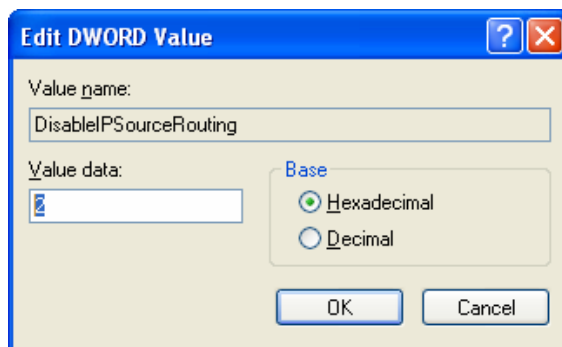 Edit DWORD Value
Value name:
DisableIPSourceRouting
Value data:
2
Base
Hexadecimal
Decimal
OK
Cancel